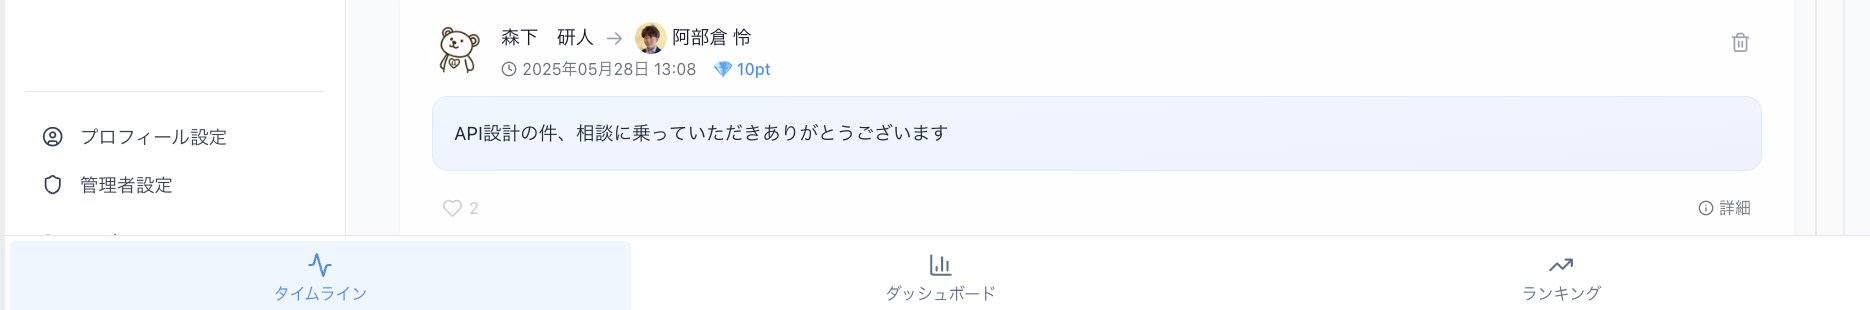 森下　研人 → 阿部倉 怜
2025年05月28日 13:08 10pt
API設計の件、相談に乗っていただきありがとうございます
2
詳細
プロフィール設定
管理者設定
タイムライン
ダッシュボード
ランキング